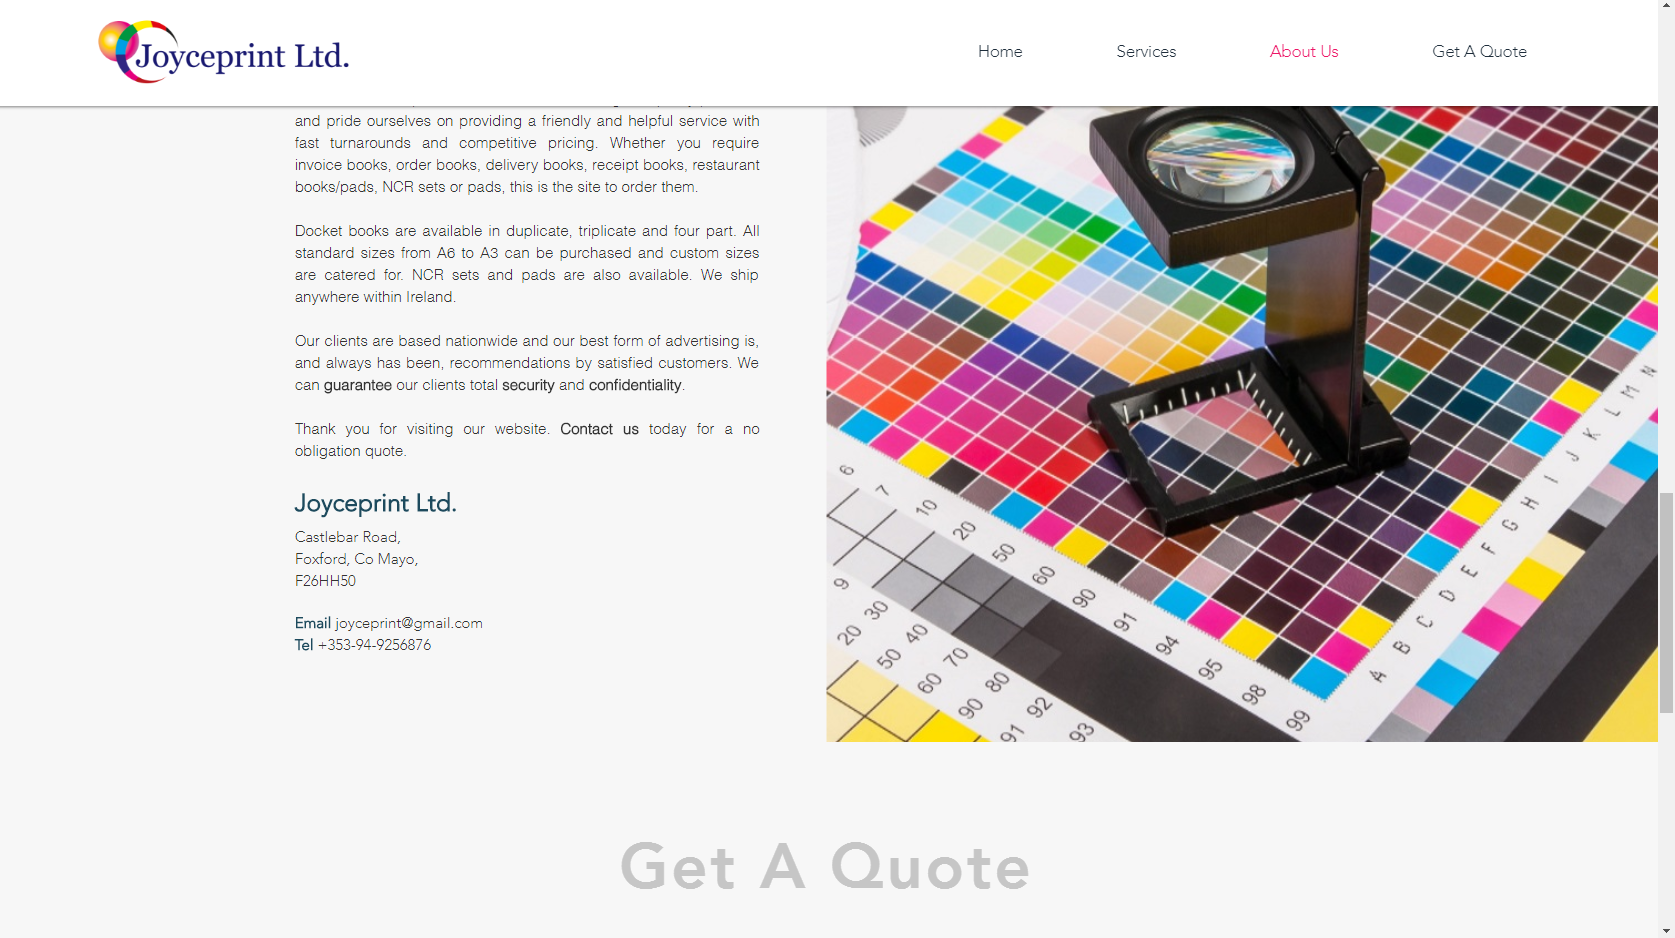 Joyceprint Ltd.
Home
Services
About Us
Get A Quote
and pride ourselves on providing a friendly and helpful service with
fast turnarounds and competitive pricing. Whether you require
invoice books, order books, delivery books, receipt books, restaurant
books/pads, NCR sets or pads, this is the site to order them.
Docket books are available in duplicate, triplicate and four part. All
standard sizes from A6 to A3 can be purchased and custom sizes
are catered for. NCR sets and pads are also available. We ship
anywhere within Ireland.
Our clients are based nationwide and our best form of advertising is,
and always has been, recommendations by satisfied customers. We
can guarantee our clients total security and confidentiality.
Thank you for visiting our website. Contact us today for a no
obligation quote.
Joyceprint Ltd.
Castlebar Road,
Foxford, Co Mayo,
F26HH50
Email joyceprint@gmail.com
Tel +353-94-9256876
6 7 10 20 50 60 90 91 94 95 98 99
A B C D E F G H I J K L M N
9 30 40 70 80 92 93
20 50 60 90 91
Get A Quote